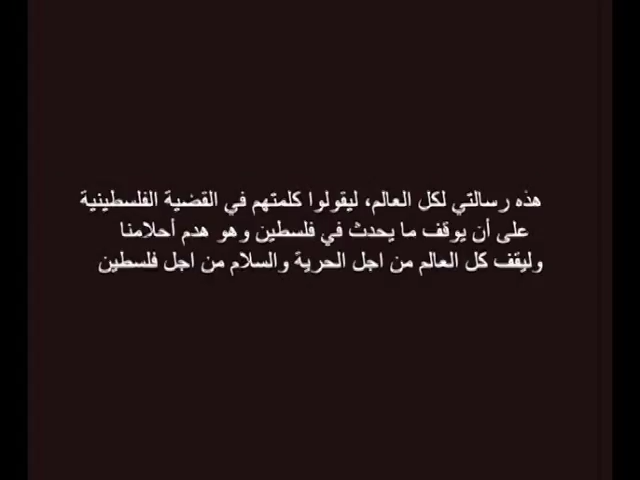 هذه رسالتي لكل العالم، ليقولوا كلمتهم في القضية الفلسطينية
على أن يوقف ما يحدث في فلسطين وهو هدم أحلامنا
وليقف كل العالم من اجل الحرية والسلام من اجل فلسطين